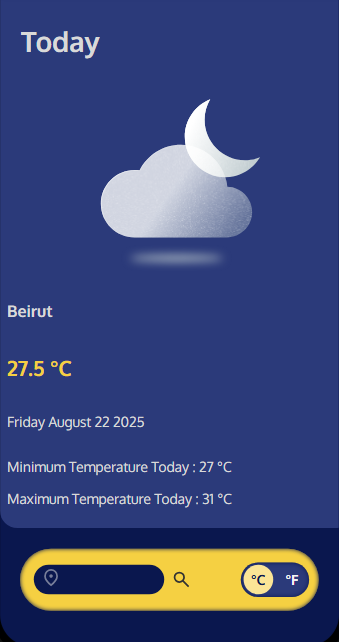 Today
Beirut
27.5 °C
Friday August 22 2025
Minimum Temperature Today : 27 °C
Maximum Temperature Today : 31 °C
°C °F